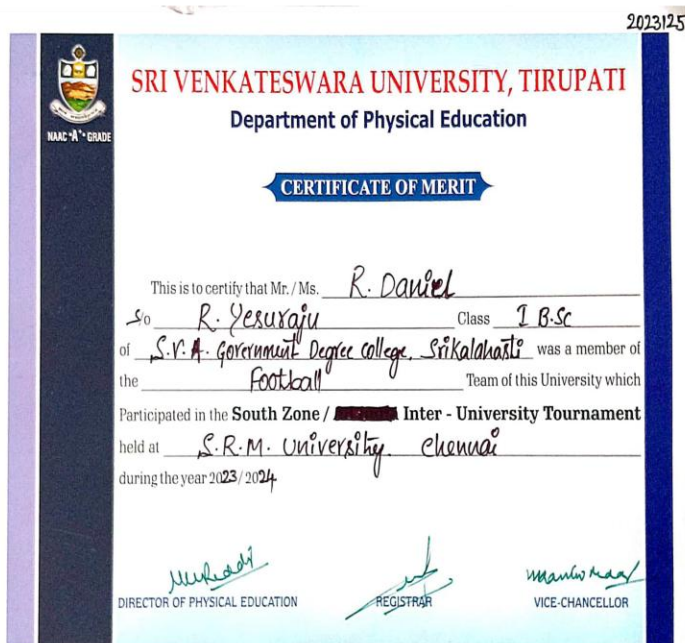 2023125
SRI VENKATESWARA UNIVERSITY, TIRUPATI
Department of Physical Education
NAAC "A+" GRADE
CERTIFICATE OF MERIT
This is to certify that Mr. / Ms. R. Daniel
S/o R. Yesuraju Class I B.Sc
of S.V.A. Government Degree College, Srikalahasti was a member of
the Football Team of this University which
Participated in the South Zone / Inter - University Tournament
held at S.R.M. University. Chennai
during the year 2023/2024
DIRECTOR OF PHYSICAL EDUCATION REGISTRAR VICE-CHANCELLOR